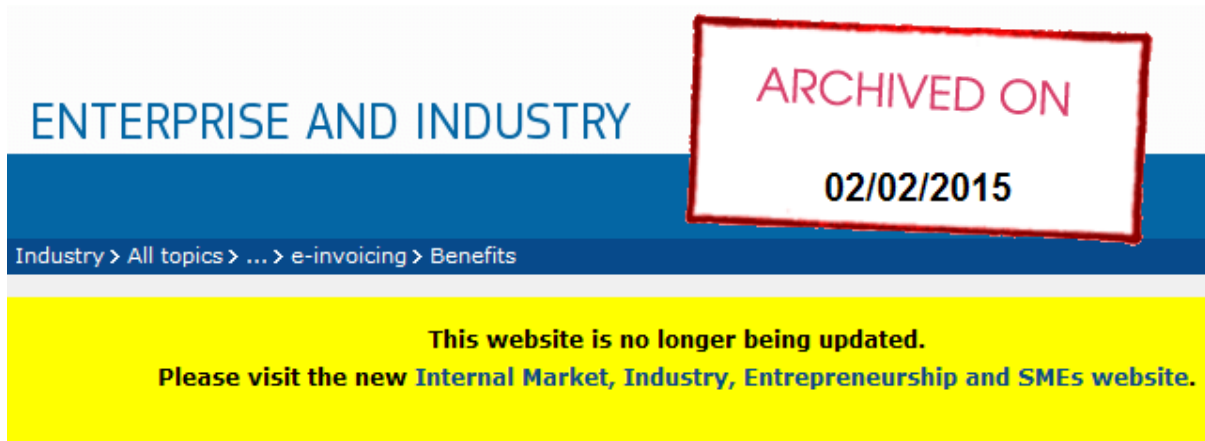 ENTERPRISE AND INDUSTRY
ARCHIVED ON
02/02/2015
Industry > All topics > ... > e-invoicing > Benefits
This website is no longer being updated.
Please visit the new Internal Market, Industry, Entrepreneurship and SMEs website.